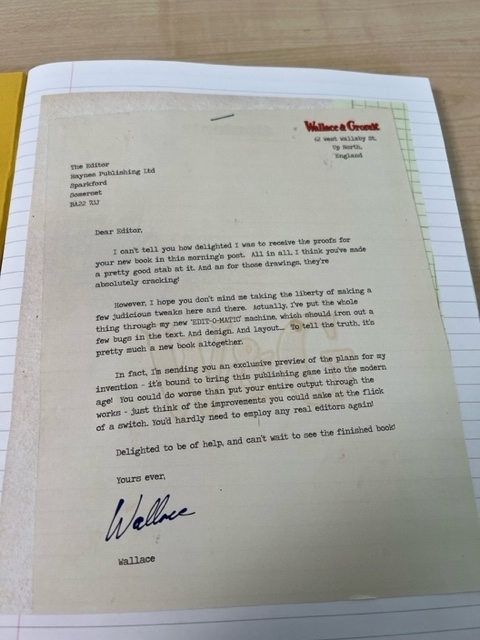 Wallace & Gromit
62 West Wallaby St,
Up North,
England
The Editor
Haynes Publishing Ltd
Sparkford
Somerset
BA22 7JJ
Dear Editor,
I can't tell you how delighted I was to receive the proofs for
your new book in this morning's post. All in all, I think you've made
a pretty good stab at it. And as for those drawings, they're
absolutely cracking!
However, I hope you don't mind me taking the liberty of making a
few judicious tweaks here and there. Actually, I've put the whole
thing through my new 'EDIT-O-MATIC' machine, which should iron out a
few bugs in the text. And design. And layout... To tell the truth, it's
pretty much a new book altogether.
In fact, I'm sending you an exclusive preview of the plans for my
invention - it's bound to bring this publishing game into the modern
age! You could do worse than put your entire output through the
works - just think of the improvements you could make at the flick
of a switch. You'd hardly need to employ any real editors again!
Delighted to be of help, and can't wait to see the finished book!
Yours ever,
Wallace
Wallace